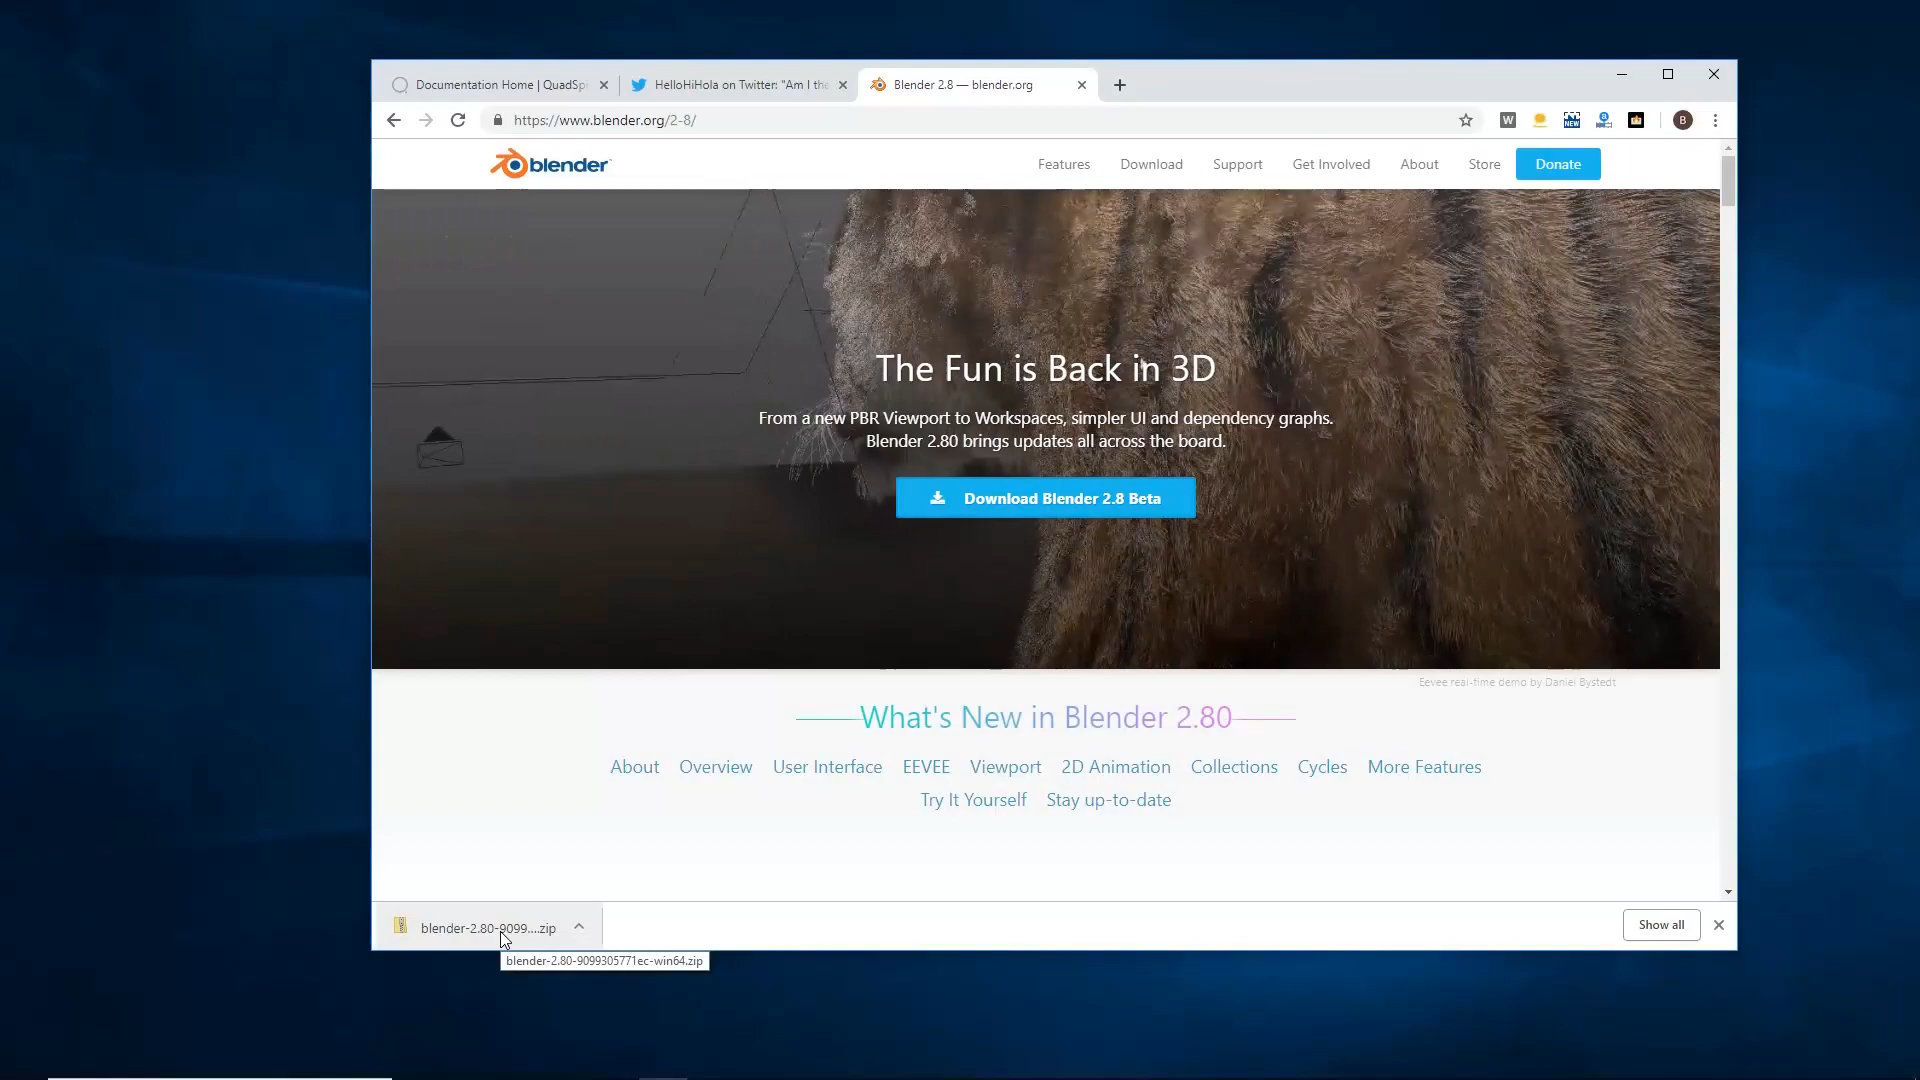 Documentation Home | QuadSp
HelloHiHola on Twitter: "Am I the
Blender 2.8 — blender.org
https://www.blender.org/2-8/
W
NEW
B
blender
Features
Download
Support
Get Involved
About
Store
Donate
The Fun is Back in 3D
From a new PBR Viewport to Workspaces, simpler UI and dependency graphs.
Blender 2.80 brings updates all across the board.
Download Blender 2.8 Beta
Eevee real-time demo by Daniel Bystedt
What's New in Blender 2.80
About Overview User Interface EEVEE Viewport 2D Animation Collections Cycles More Features
Try It Yourself Stay up-to-date
blender-2.80-9099....zip
Show all
blender-2.80-9099305771ec-win64.zip